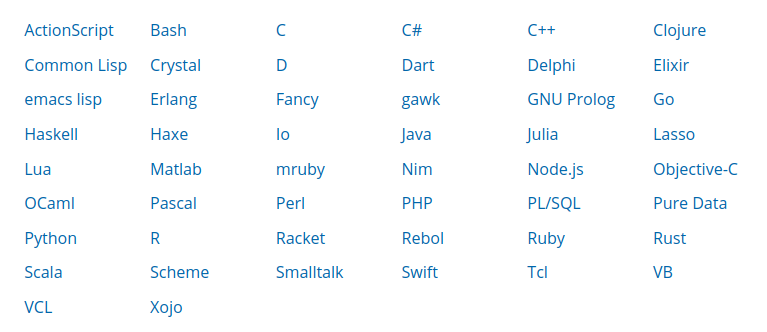 ActionScript Bash C C# C++ Clojure
Common Lisp Crystal D Dart Delphi Elixir
emacs lisp Erlang Fancy gawk GNU Prolog Go
Haskell Haxe Io Java Julia Lasso
Lua Matlab mruby Nim Node.js Objective-C
OCaml Pascal Perl PHP PL/SQL Pure Data
Python R Racket Rebol Ruby Rust
Scala Scheme Smalltalk Swift Tcl VB
VCL Xojo